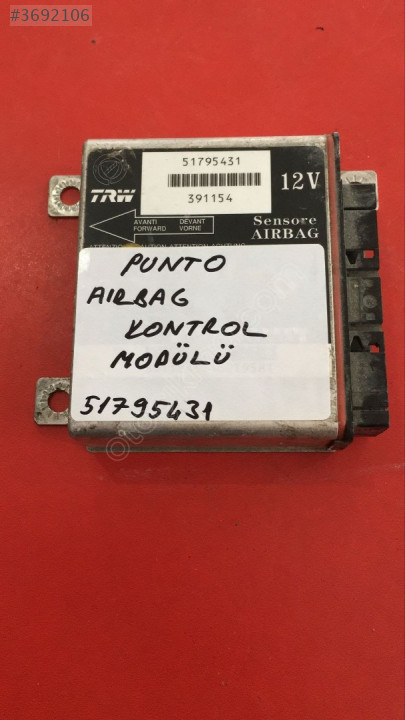 #3692106
51795431
391154
TRW
12V
AVANTI DEVANT
FORWARD VORNE
Sensore
AIRBAG
PUNTO
AIRBAG
KONTROL
MODÜLÜ
51795431